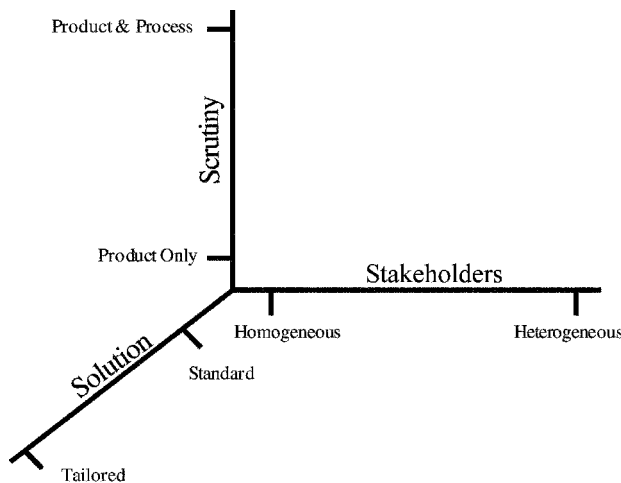 Product & Process
Scrutiny
Product Only
Stakeholders
Homogeneous
Heterogeneous
Solution
Standard
Tailored